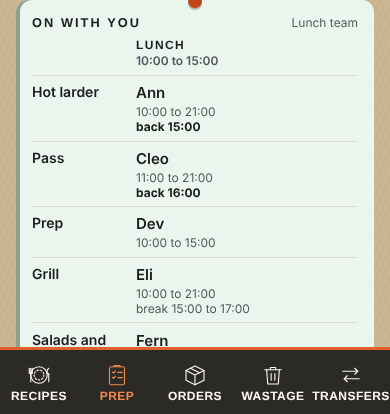 ON WITH YOU Lunch team
LUNCH
10:00 to 15:00
Hot larder Ann
10:00 to 21:00
back 15:00
Pass Cleo
11:00 to 21:00
back 16:00
Prep Dev
10:00 to 15:00
Grill Eli
10:00 to 21:00
break 15:00 to 17:00
Salads and Fern
RECIPES PREP ORDERS WASTAGE TRANSFERS